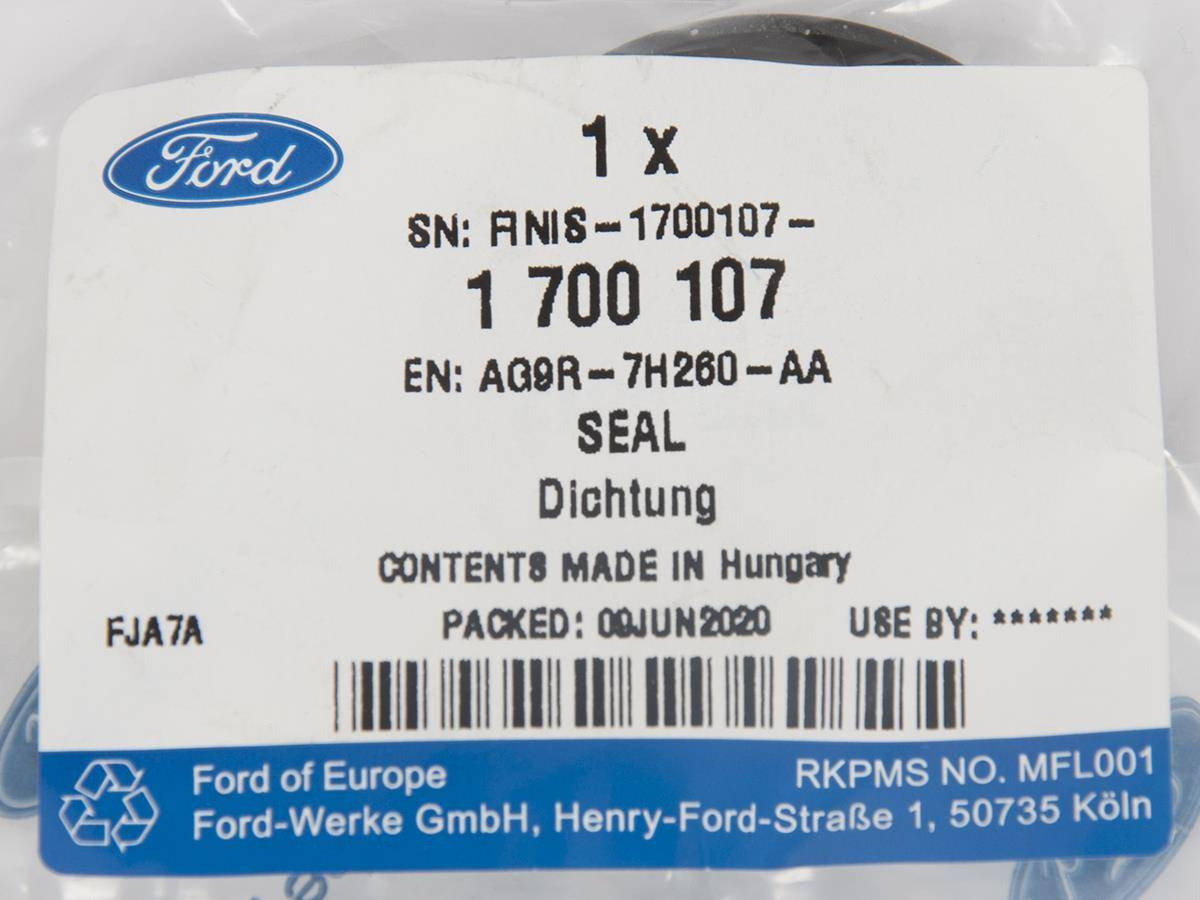 Ford
1 x
SN: FINIS-1700107-
1 700 107
EN: AG9R-7H260-AA
SEAL
Dichtung
CONTENTS MADE IN Hungary
FJA7A PACKED: 09JUN2020 USE BY: *******
Ford of Europe RKPMS NO. MFL001
Ford-Werke GmbH, Henry-Ford-Straße 1, 50735 Köln